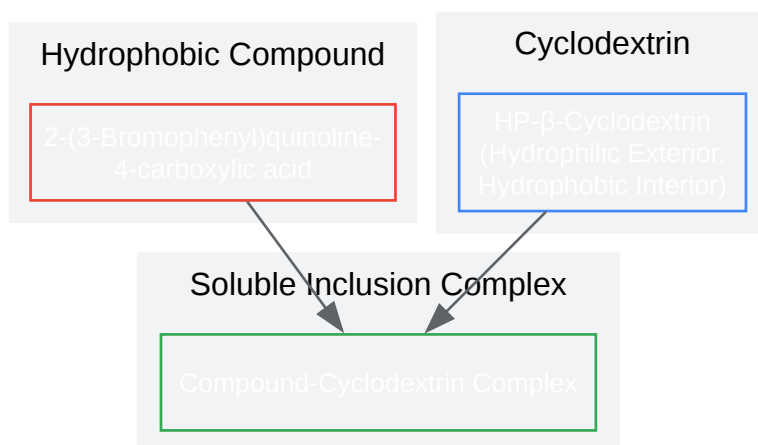 Hydrophobic Compound
2-(3-Bromophenyl)quinoline-
4-carboxylic acid
Cyclodextrin
HP-β-Cyclodextrin
(Hydrophilic Exterior,
Hydrophobic Interior)
Soluble Inclusion Complex
Compound-Cyclodextrin Complex